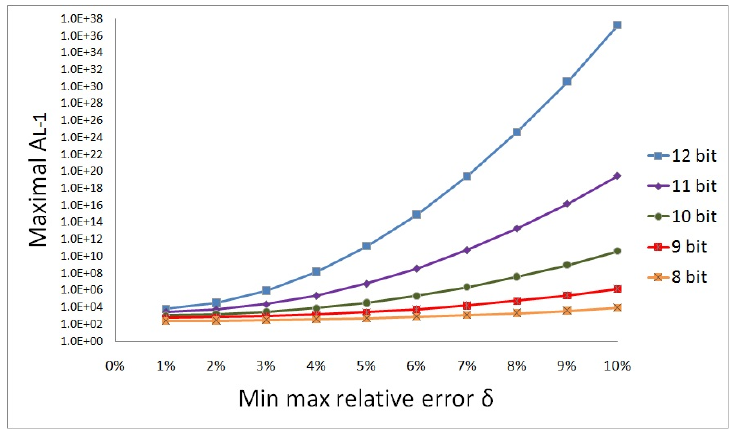 1.0E+38
1.0E+36
1.0E+34
1.0E+32
1.0E+30
1.0E+28
1.0E+26
1.0E+24
1.0E+22
1.0E+20
1.0E+18
1.0E+16
1.0E+14
1.0E+12
1.0E+10
1.0E+08
1.0E+06
1.0E+04
1.0E+02
1.0E+00
Maximal AL-1
0% 1% 2% 3% 4% 5% 6% 7% 8% 9% 10%
Min max relative error δ
12 bit
11 bit
10 bit
9 bit
8 bit